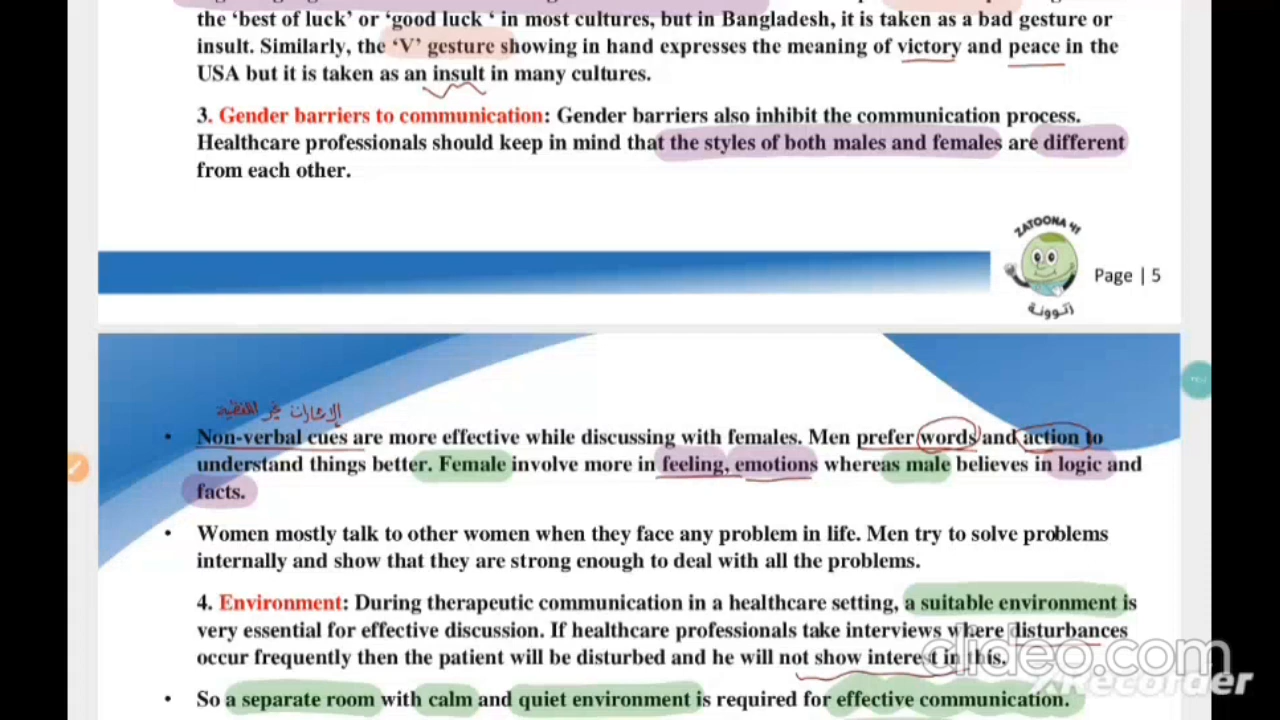 the 'best of luck' or 'good luck ' in most cultures, but in Bangladesh, it is taken as a bad gesture or
insult. Similarly, the 'V' gesture showing in hand expresses the meaning of victory and peace in the
USA but it is taken as an insult in many cultures.
3. Gender barriers to communication: Gender barriers also inhibit the communication process.
Healthcare professionals should keep in mind that the styles of both males and females are different
from each other.
ZATOONA 41
زتوونة
Page | 5
الإشارات غير اللفظية
• Non-verbal cues are more effective while discussing with females. Men prefer words and action to
understand things better. Female involve more in feeling, emotions whereas male believes in logic and
facts.
• Women mostly talk to other women when they face any problem in life. Men try to solve problems
internally and show that they are strong enough to deal with all the problems.
4. Environment: During therapeutic communication in a healthcare setting, a suitable environment is
very essential for effective discussion. If healthcare professionals take interviews where disturbances
occur frequently then the patient will be disturbed and he will not show interest in this.
clideo.com
XRecorder
• So a separate room with calm and quiet environment is required for effective communication.